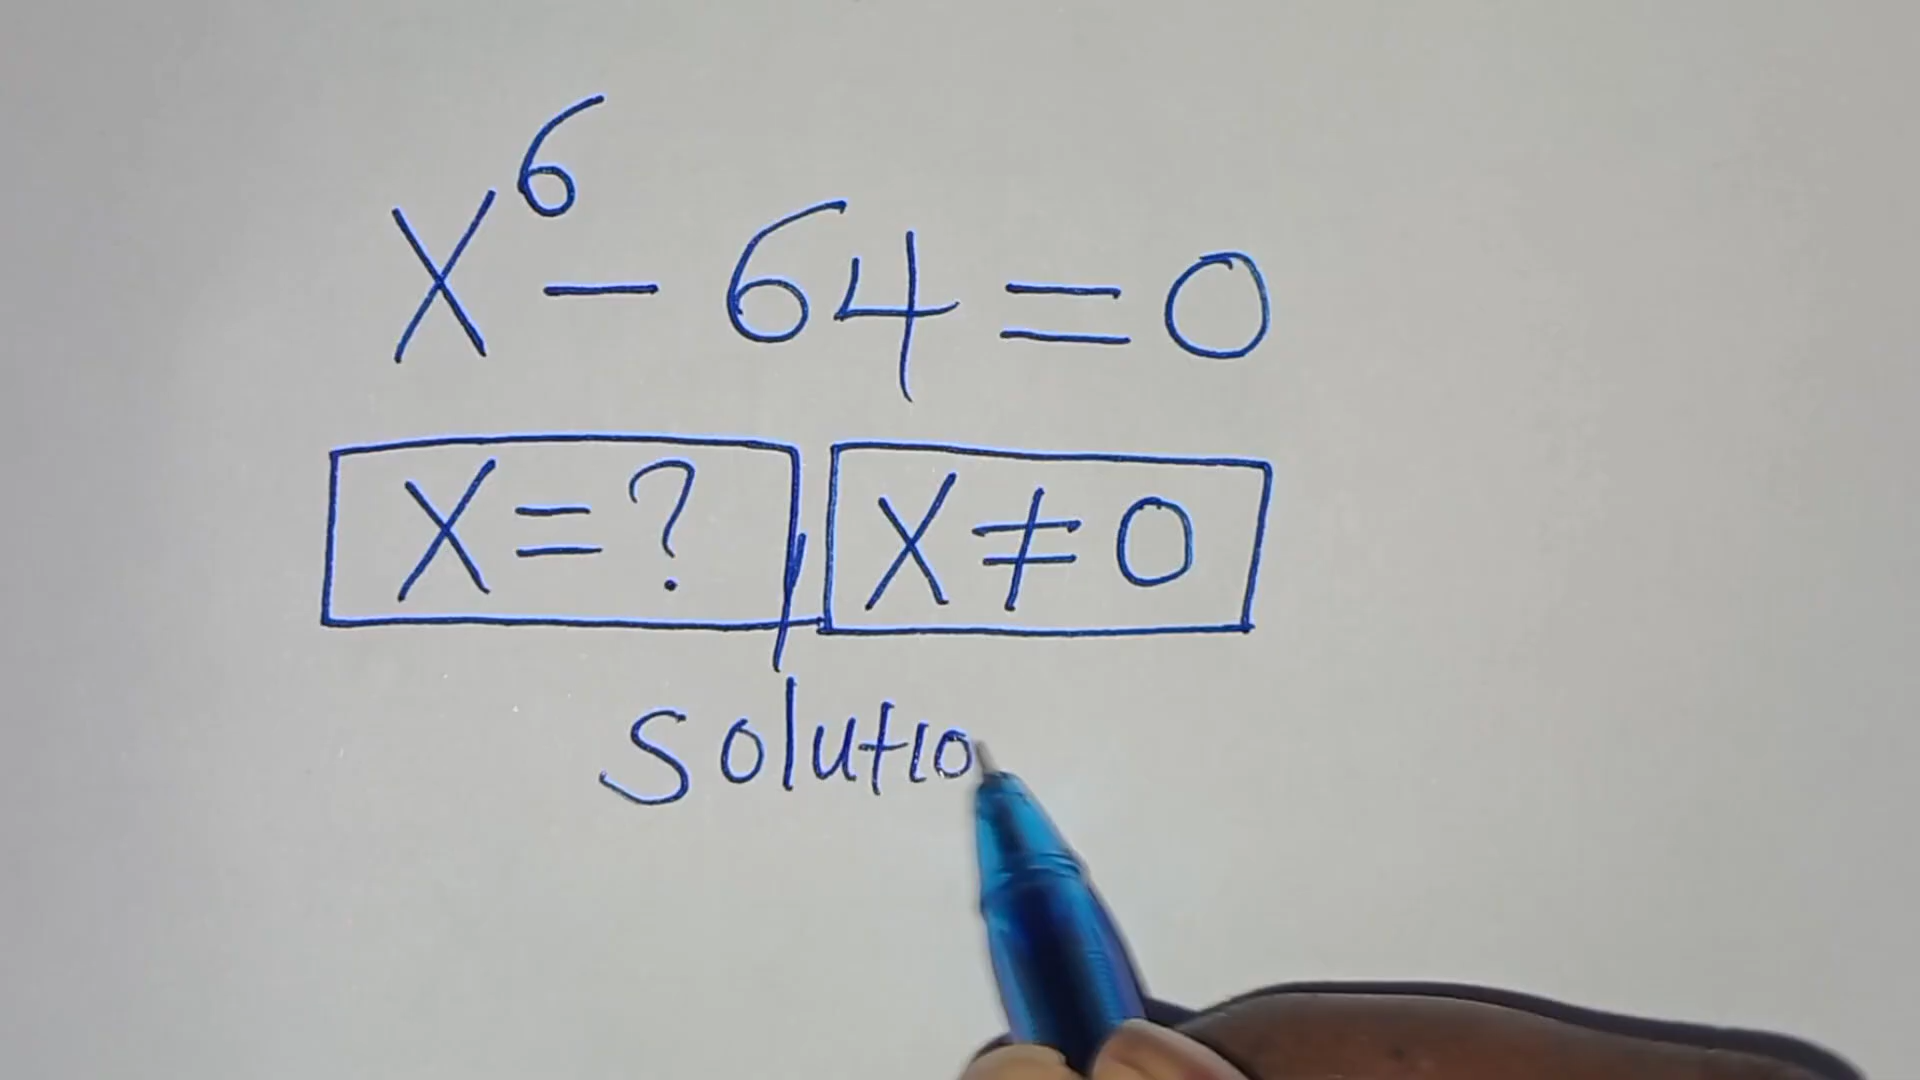 X⁶ - 64 = 0
X = ? , X ≠ 0
Solutio